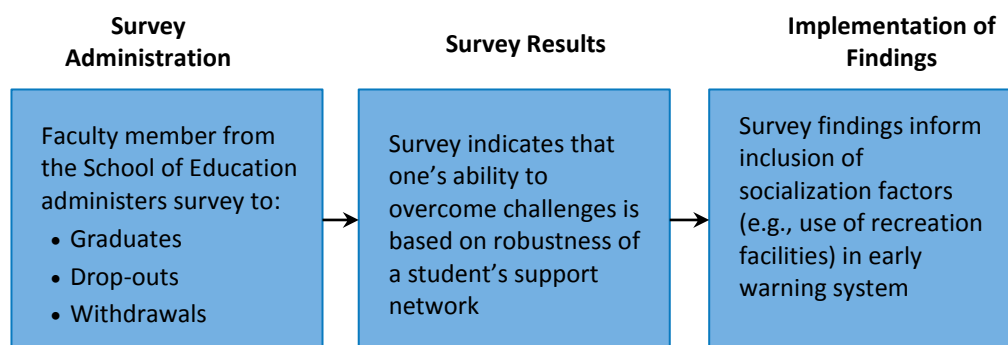 Survey
Administration
Faculty member from
the School of Education
administers survey to:
• Graduates
• Drop-outs
• Withdrawals
Survey Results
Survey indicates that
one’s ability to
overcome challenges is
based on robustness of
a student’s support
network
Implementation of
Findings
Survey findings inform
inclusion of
socialization factors
(e.g., use of recreation
facilities) in early
warning system